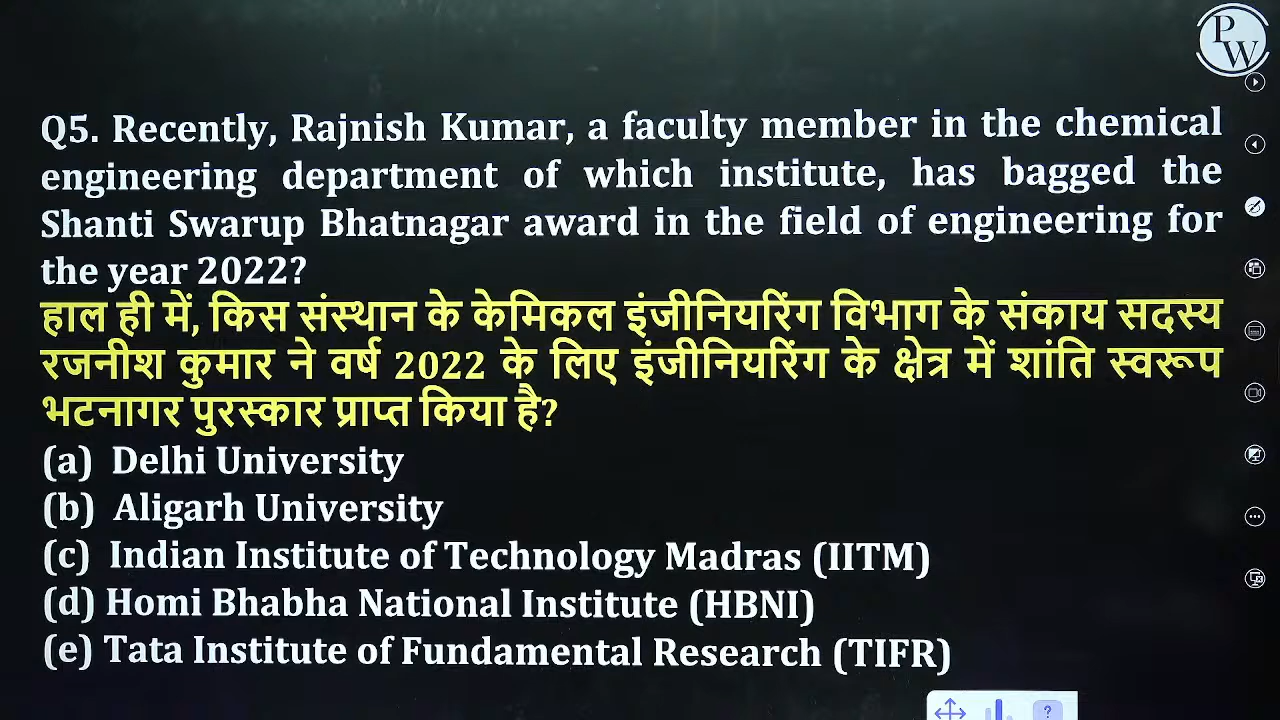 PW
Q5. Recently, Rajnish Kumar, a faculty member in the chemical
engineering department of which institute, has bagged the
Shanti Swarup Bhatnagar award in the field of engineering for
the year 2022?
हाल ही में, किस संस्थान के केमिकल इंजीनियरिंग विभाग के संकाय सदस्य
रजनीश कुमार ने वर्ष 2022 के लिए इंजीनियरिंग के क्षेत्र में शांति स्वरूप
भटनागर पुरस्कार प्राप्त किया है?
(a) Delhi University
(b) Aligarh University
(c) Indian Institute of Technology Madras (IITM)
(d) Homi Bhabha National Institute (HBNI)
(e) Tata Institute of Fundamental Research (TIFR)
?